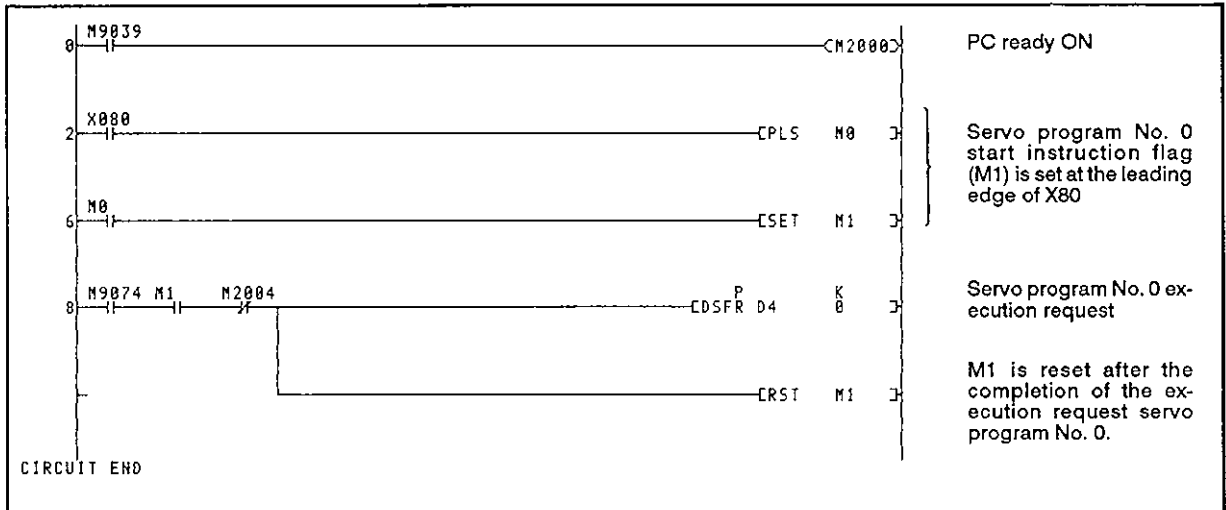 M9039
0 (M2000) PC ready ON
X080
2 [PLS M0 ]
Servo program No. 0
start instruction flag
(M1) is set at the leading
edge of X80
M0
6 [SET M1 ]
M9074 M1 M2004 P K
8 [DSFR D4 0 ]
Servo program No. 0 ex-
ecution request
[RST M1 ]
M1 is reset after the
completion of the ex-
ecution request servo
program No. 0.
CIRCUIT END